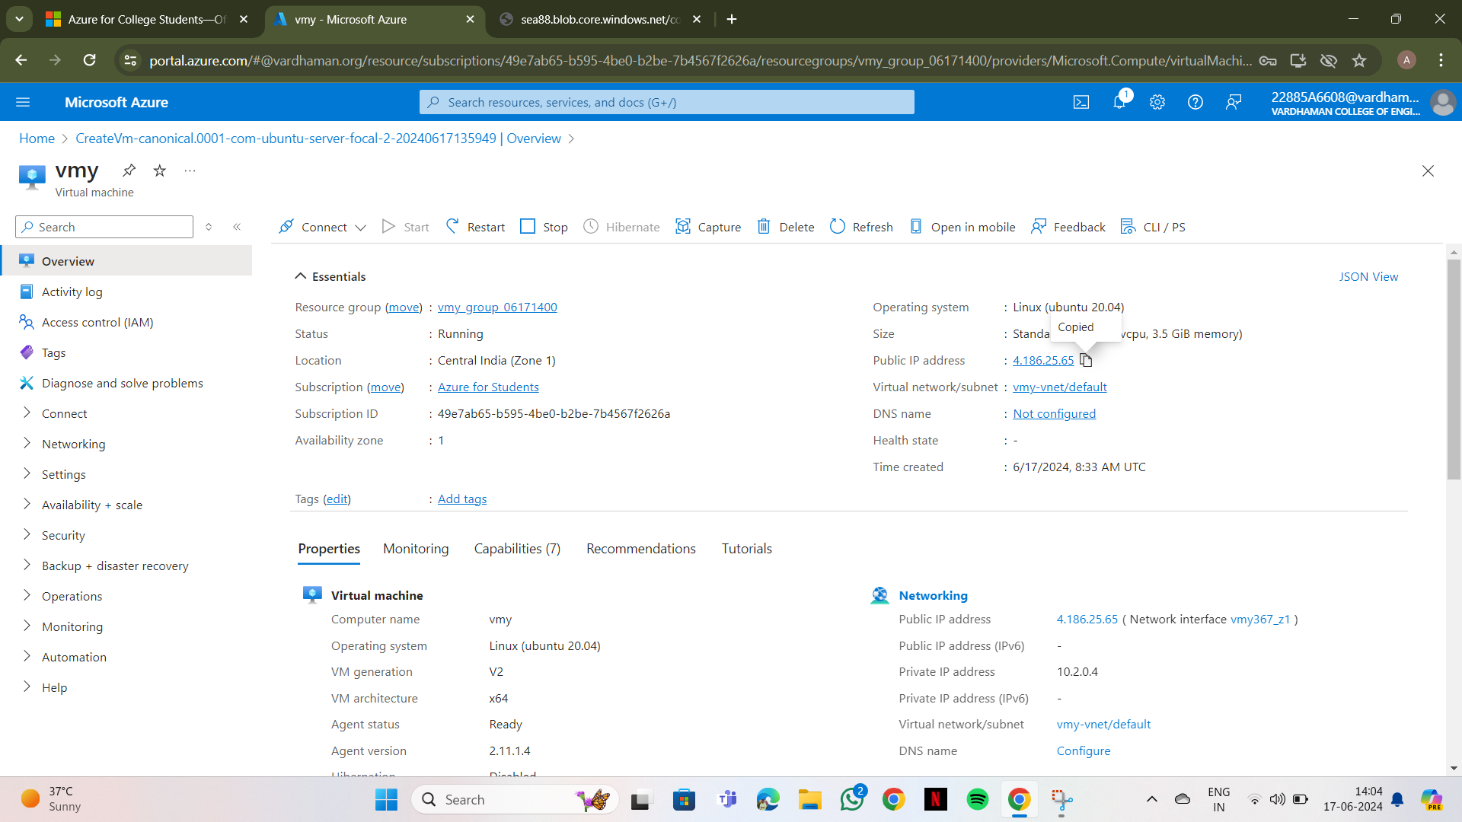 Azure for College Students—Of
vmy - Microsoft Azure
sea88.blob.core.windows.net/co
portal.azure.com/#@vardhaman.org/resource/subscriptions/49e7ab65-b595-4be0-b2be-7b4567f2626a/resourcegroups/vmy_group_06171400/providers/Microsoft.Compute/virtualMachi...
A
Microsoft Azure
Search resources, services, and docs (G+/)
1
22885A6608@vardham...
VARDHAMAN COLLEGE OF ENGI...
Home > CreateVm-canonical.0001-com-ubuntu-server-focal-2-20240617135949 | Overview >
vmy
Virtual machine
Search
Connect
Start
Restart
Stop
Hibernate
Capture
Delete
Refresh
Open in mobile
Feedback
CLI / PS
Overview
Activity log
Access control (IAM)
Tags
Diagnose and solve problems
Connect
Networking
Settings
Availability + scale
Security
Backup + disaster recovery
Operations
Monitoring
Automation
Help
Essentials
JSON View
Resource group (move) : vmy_group_06171400
Status : Running
Location : Central India (Zone 1)
Subscription (move) : Azure for Students
Subscription ID : 49e7ab65-b595-4be0-b2be-7b4567f2626a
Availability zone : 1
Operating system : Linux (ubuntu 20.04)
Copied
Size : Standa vcpu, 3.5 GiB memory)
Public IP address : 4.186.25.65
Virtual network/subnet : vmy-vnet/default
DNS name : Not configured
Health state : -
Time created : 6/17/2024, 8:33 AM UTC
Tags (edit) : Add tags
Properties
Monitoring
Capabilities (7)
Recommendations
Tutorials
Virtual machine
Computer name vmy
Operating system Linux (ubuntu 20.04)
VM generation V2
VM architecture x64
Agent status Ready
Agent version 2.11.1.4
Hibernation Disabled
Networking
Public IP address 4.186.25.65 ( Network interface vmy367_z1 )
Public IP address (IPv6) -
Private IP address 10.2.0.4
Private IP address (IPv6) -
Virtual network/subnet vmy-vnet/default
DNS name Configure
37°C
Sunny
Search
2
N
ENG
IN
14:04
17-06-2024
PRE